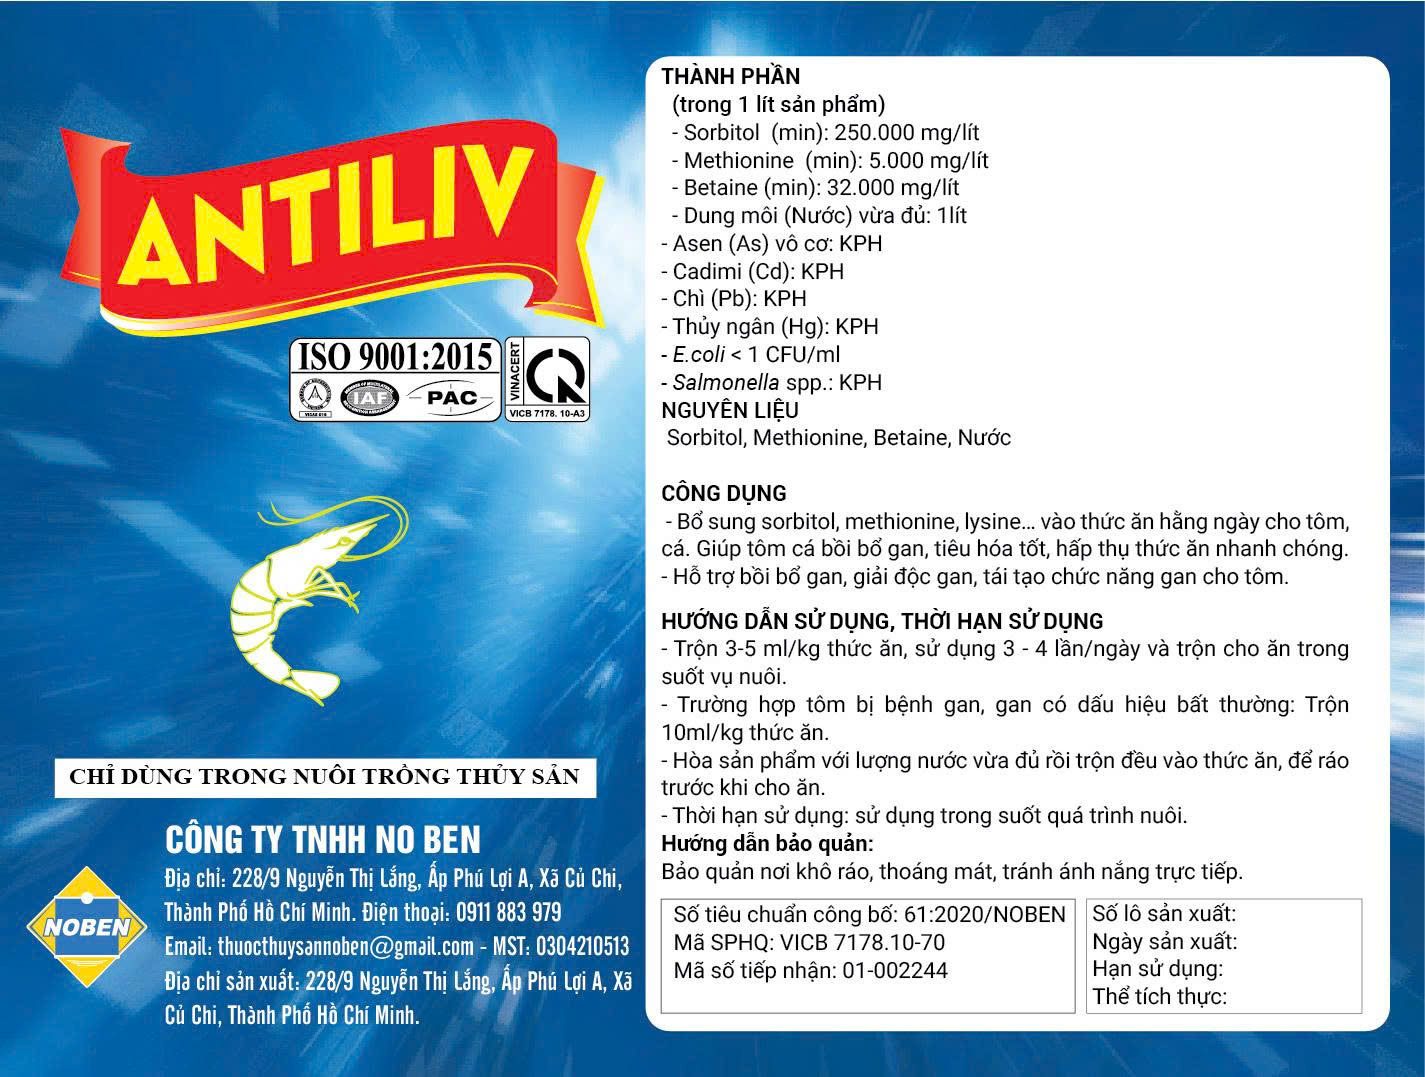 ANTILIV
ISO 9001:2015
IAF
PAC
VINACERT
VICB 7178. 10-A3
CHỈ DÙNG TRONG NUÔI TRỒNG THỦY SẢN
CÔNG TY TNHH NO BEN
Địa chỉ: 228/9 Nguyễn Thị Lắng, Ấp Phú Lợi A, Xã Củ Chi,
Thành Phố Hồ Chí Minh. Điện thoại: 0911 883 979
Email: thuocthuysannoben@gmail.com - MST: 0304210513
Địa chỉ sản xuất: 228/9 Nguyễn Thị Lắng, Ấp Phú Lợi A, Xã
Củ Chi, Thành Phố Hồ Chí Minh.
NOBEN
THÀNH PHẦN
(trong 1 lít sản phẩm)
- Sorbitol (min): 250.000 mg/lít
- Methionine (min): 5.000 mg/lít
- Betaine (min): 32.000 mg/lít
- Dung môi (Nước) vừa đủ: 1lít
- Asen (As) vô cơ: KPH
- Cadimi (Cd): KPH
- Chì (Pb): KPH
- Thủy ngân (Hg): KPH
- E.coli < 1 CFU/ml
- Salmonella spp.: KPH
NGUYÊN LIỆU
Sorbitol, Methionine, Betaine, Nước
CÔNG DỤNG
- Bổ sung sorbitol, methionine, lysine... vào thức ăn hằng ngày cho tôm,
cá. Giúp tôm cá bồi bổ gan, tiêu hóa tốt, hấp thụ thức ăn nhanh chóng.
- Hỗ trợ bồi bổ gan, giải độc gan, tái tạo chức năng gan cho tôm.
HƯỚNG DẪN SỬ DỤNG, THỜI HẠN SỬ DỤNG
- Trộn 3-5 ml/kg thức ăn, sử dụng 3 - 4 lần/ngày và trộn cho ăn trong
suốt vụ nuôi.
- Trường hợp tôm bị bệnh gan, gan có dấu hiệu bất thường: Trộn
10ml/kg thức ăn.
- Hòa sản phẩm với lượng nước vừa đủ rồi trộn đều vào thức ăn, để ráo
trước khi cho ăn.
- Thời hạn sử dụng: sử dụng trong suốt quá trình nuôi.
Hướng dẫn bảo quản:
Bảo quản nơi khô ráo, thoáng mát, tránh ánh nắng trực tiếp.
Số tiêu chuẩn công bố: 61:2020/NOBEN
Mã SPHQ: VICB 7178.10-70
Mã số tiếp nhận: 01-002244
Số lô sản xuất:
Ngày sản xuất:
Hạn sử dụng:
Thể tích thực: